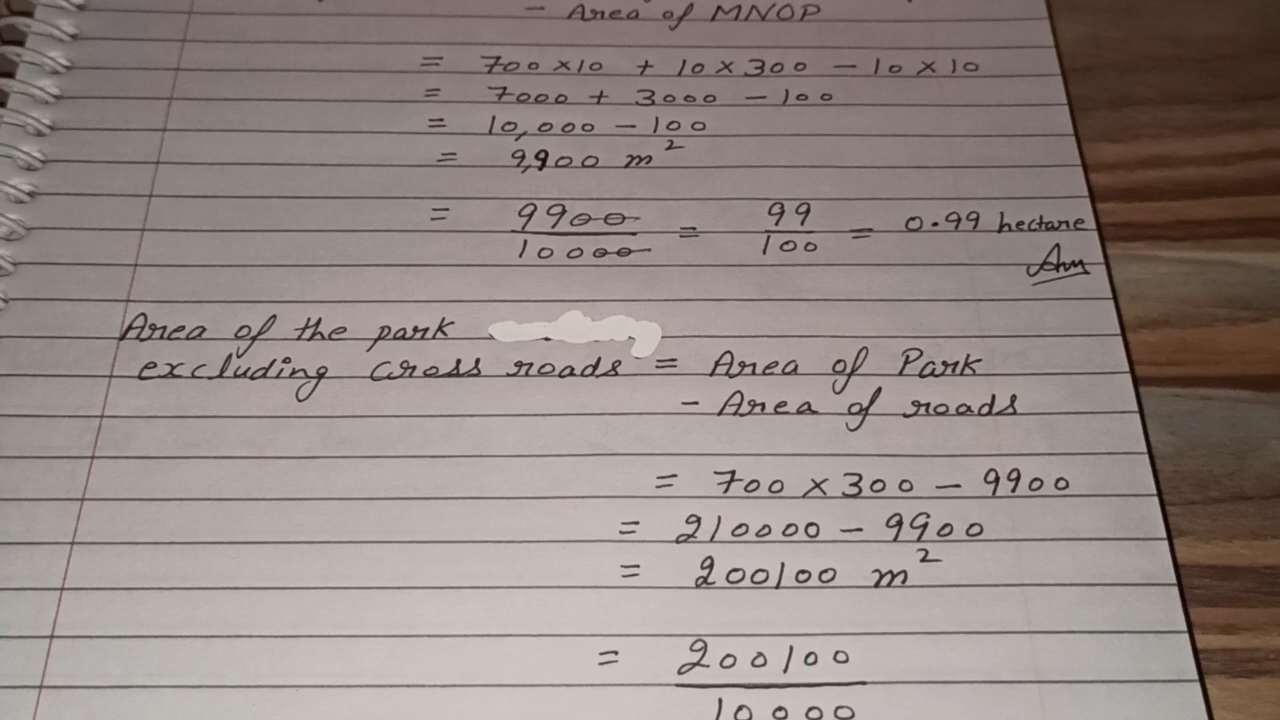 - Area of MNOP
= 700 × 10 + 10 × 300 - 10 × 10
= 7000 + 3000 - 100
= 10,000 - 100
= 9,900 m²
= 9900/10000 = 99/100 = 0.99 hectare
Ans
Area of the park
excluding cross roads = Area of Park
- Area of roads
= 700 × 300 - 9900
= 210000 - 9900
= 200100 m²
= 200100/10000